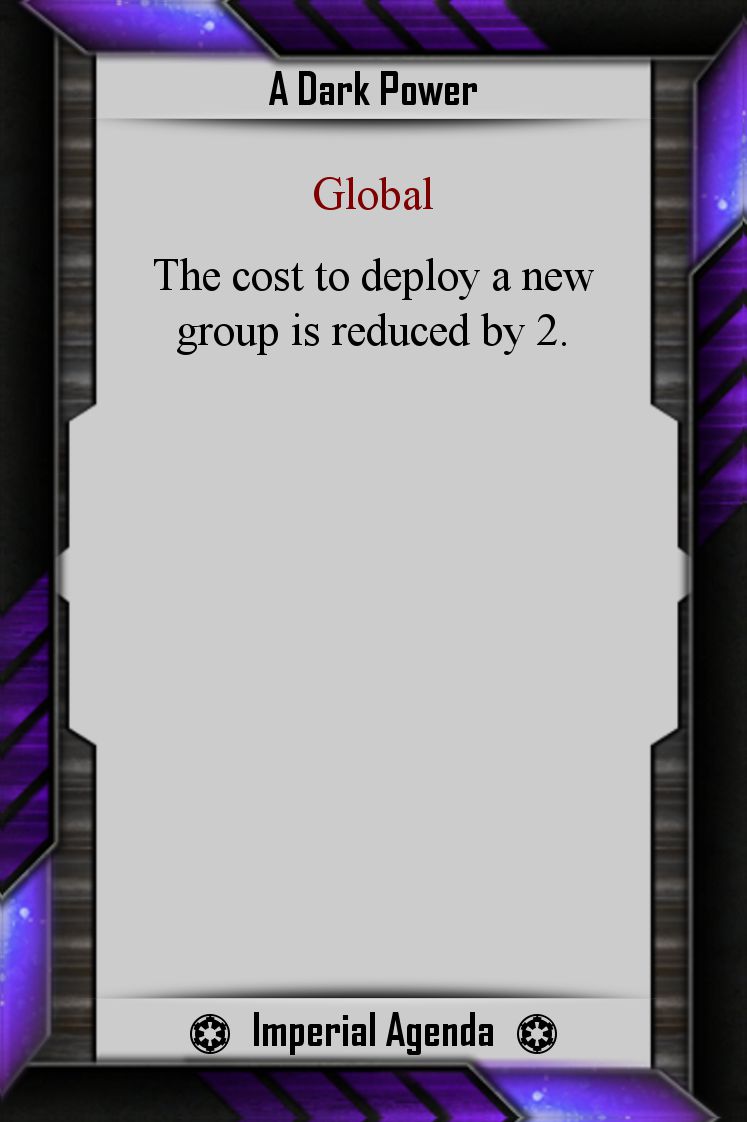 A Dark Power
Global
The cost to deploy a new
group is reduced by 2.
Imperial Agenda